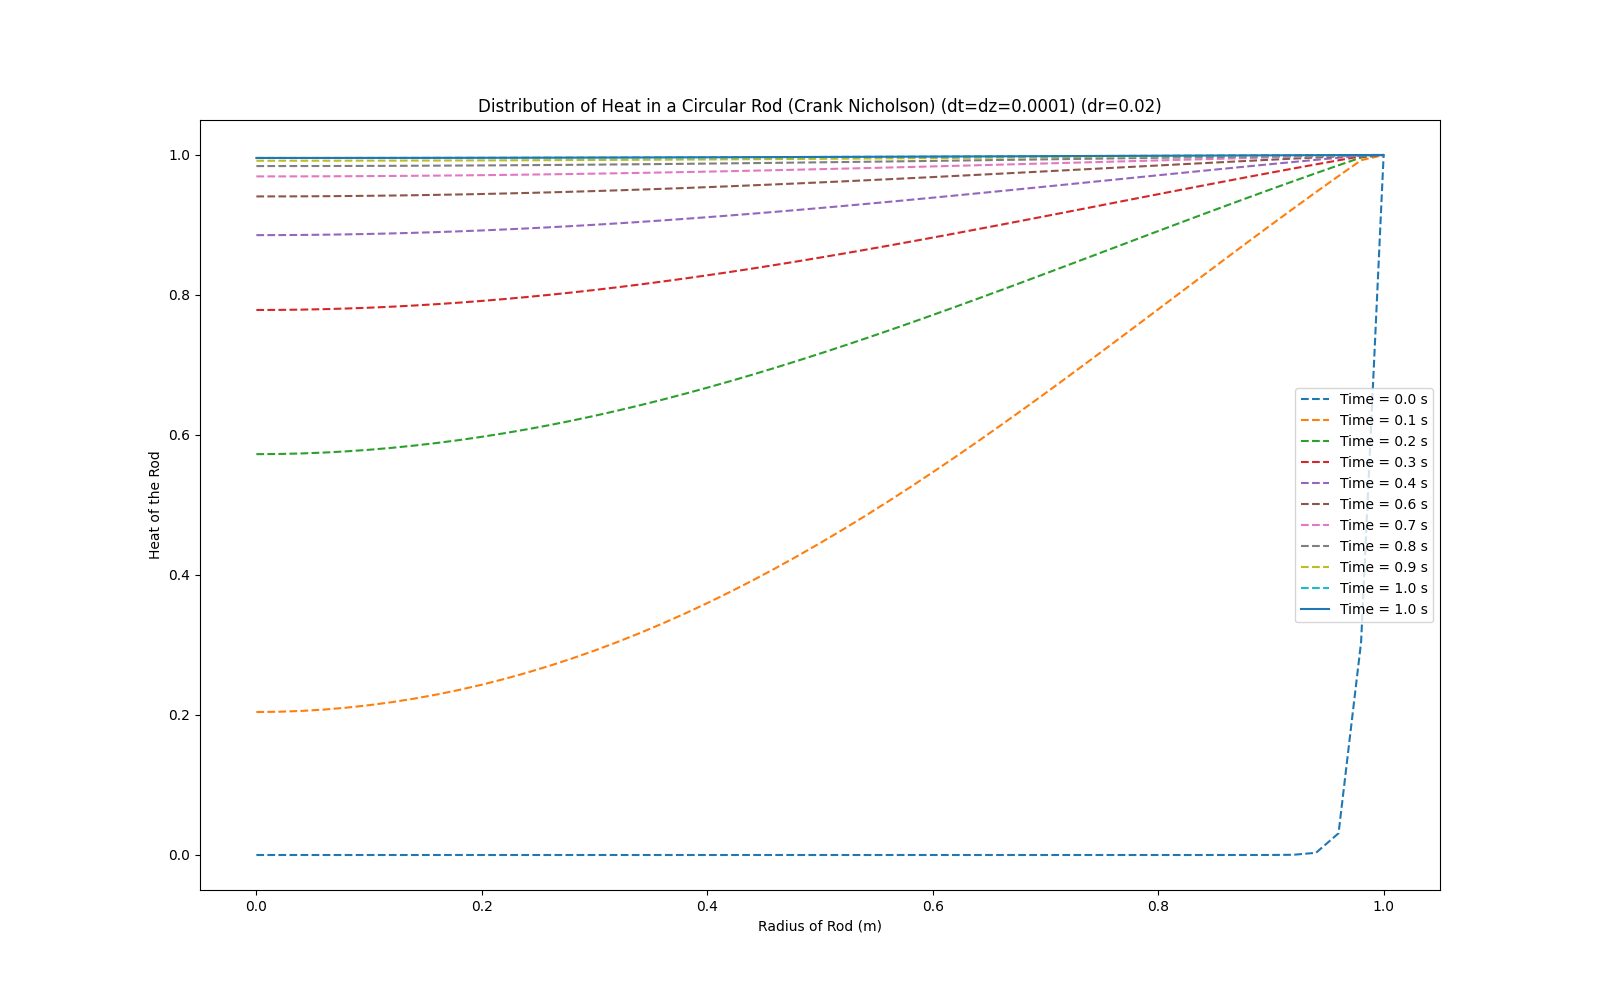 Distribution of Heat in a Circular Rod (Crank Nicholson) (dt=dz=0.0001) (dr=0.02)
1.0
0.8
0.6
0.4
0.2
0.0
Heat of the Rod
Time = 0.0 s
Time = 0.1 s
Time = 0.2 s
Time = 0.3 s
Time = 0.4 s
Time = 0.6 s
Time = 0.7 s
Time = 0.8 s
Time = 0.9 s
Time = 1.0 s
Time = 1.0 s
0.0 0.2 0.4 0.6 0.8 1.0
Radius of Rod (m)